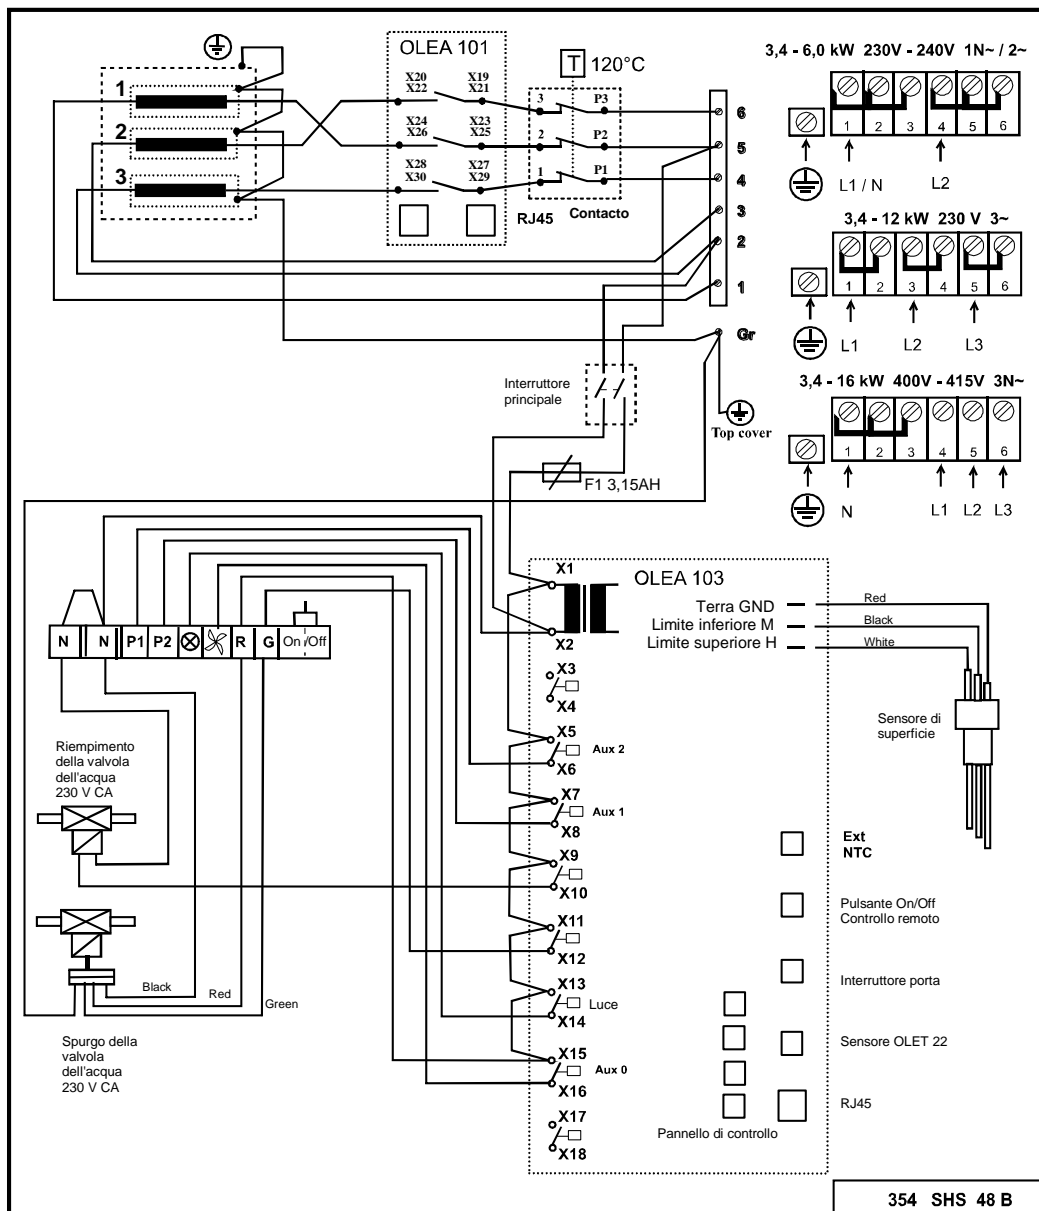 OLEA 101
T 120°C
1
2
3
X20 X19
X22 X21
X24 X23
X26 X25
X28 X27
X30 X29
3 P3
2 P2
1 P1
RJ45
Contacto
6
5
4
3
2
1
Gr
3,4 - 6,0 kW 230V - 240V 1N~ / 2~
1 2 3 4 5 6
L1 / N L2
3,4 - 12 kW 230 V 3~
1 2 3 4 5 6
L1 L2 L3
3,4 - 16 kW 400V - 415V 3N~
1 2 3 4 5 6
N L1 L2 L3
Interruttore
principale
Top cover
F1 3,15AH
N N P1 P2 R G On/Off
OLEA 103
X1
X2
X3
X4
X5
Aux 2
X6
X7
Aux 1
X8
X9
X10
X11
X12
X13
Luce
X14
X15
Aux 0
X16
X17
X18
Terra GND
Limite inferiore M
Limite superiore H
Red
Black
White
Sensore di
superficie
Riempimento
della valvola
dell'acqua
230 V CA
Black
Red
Green
Spurgo della
valvola
dell'acqua
230 V CA
Ext
NTC
Pulsante On/Off
Controllo remoto
Interruttore porta
Sensore OLET 22
RJ45
Pannello di controllo
354 SHS 48 B